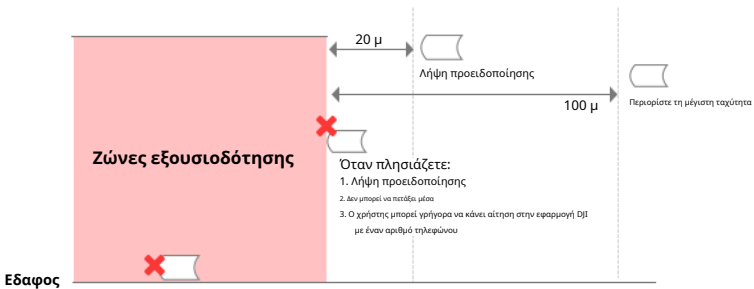 20 μ
Λήψη προειδοποίησης
100 μ
Περιορίστε τη μέγιστη ταχύτητα
Ζώνες εξουσιοδότησης
Όταν πλησιάζετε:
1. Λήψη προειδοποίησης
2. Δεν μπορεί να πετάξει μέσα
3. Ο χρήστης μπορεί γρήγορα να κάνει αίτηση στην εφαρμογή DJI
με έναν αριθμό τηλεφώνου
Εδαφος